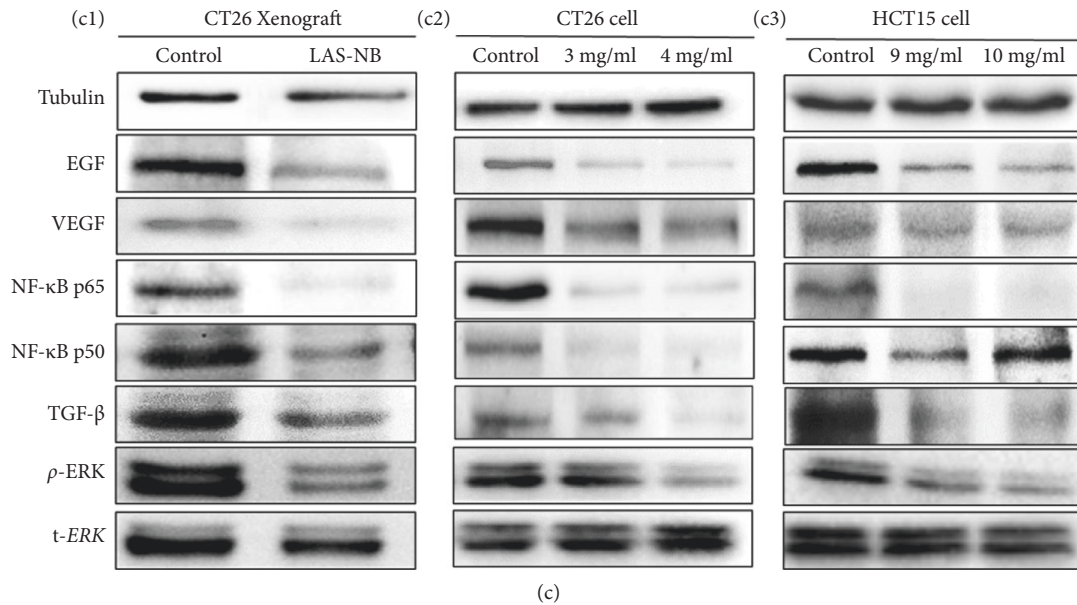 (c1) CT26 Xenograft (c2) CT26 cell (c3) HCT15 cell
Control LAS-NB Control 3 mg/ml 4 mg/ml Control 9 mg/ml 10 mg/ml
Tubulin
EGF
VEGF
NF-κB p65
NF-κB p50
TGF-β
ρ-ERK
t-ERK
(c)